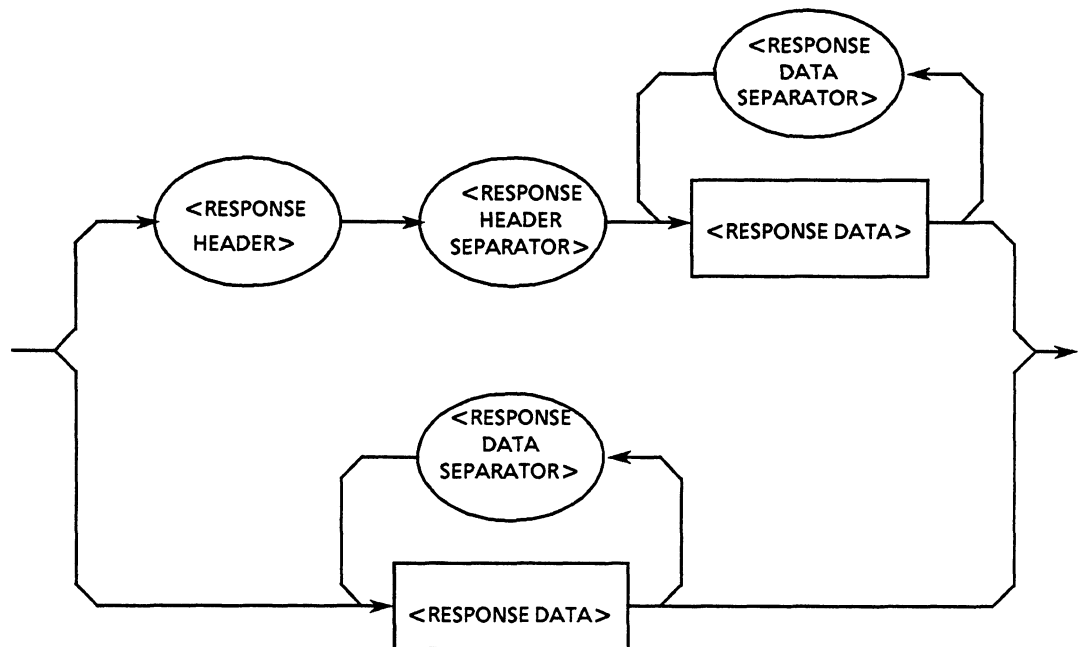 <RESPONSE
DATA
SEPARATOR>
<RESPONSE
HEADER>
<RESPONSE
HEADER
SEPARATOR>
<RESPONSE DATA>
<RESPONSE
DATA
SEPARATOR>
<RESPONSE DATA>